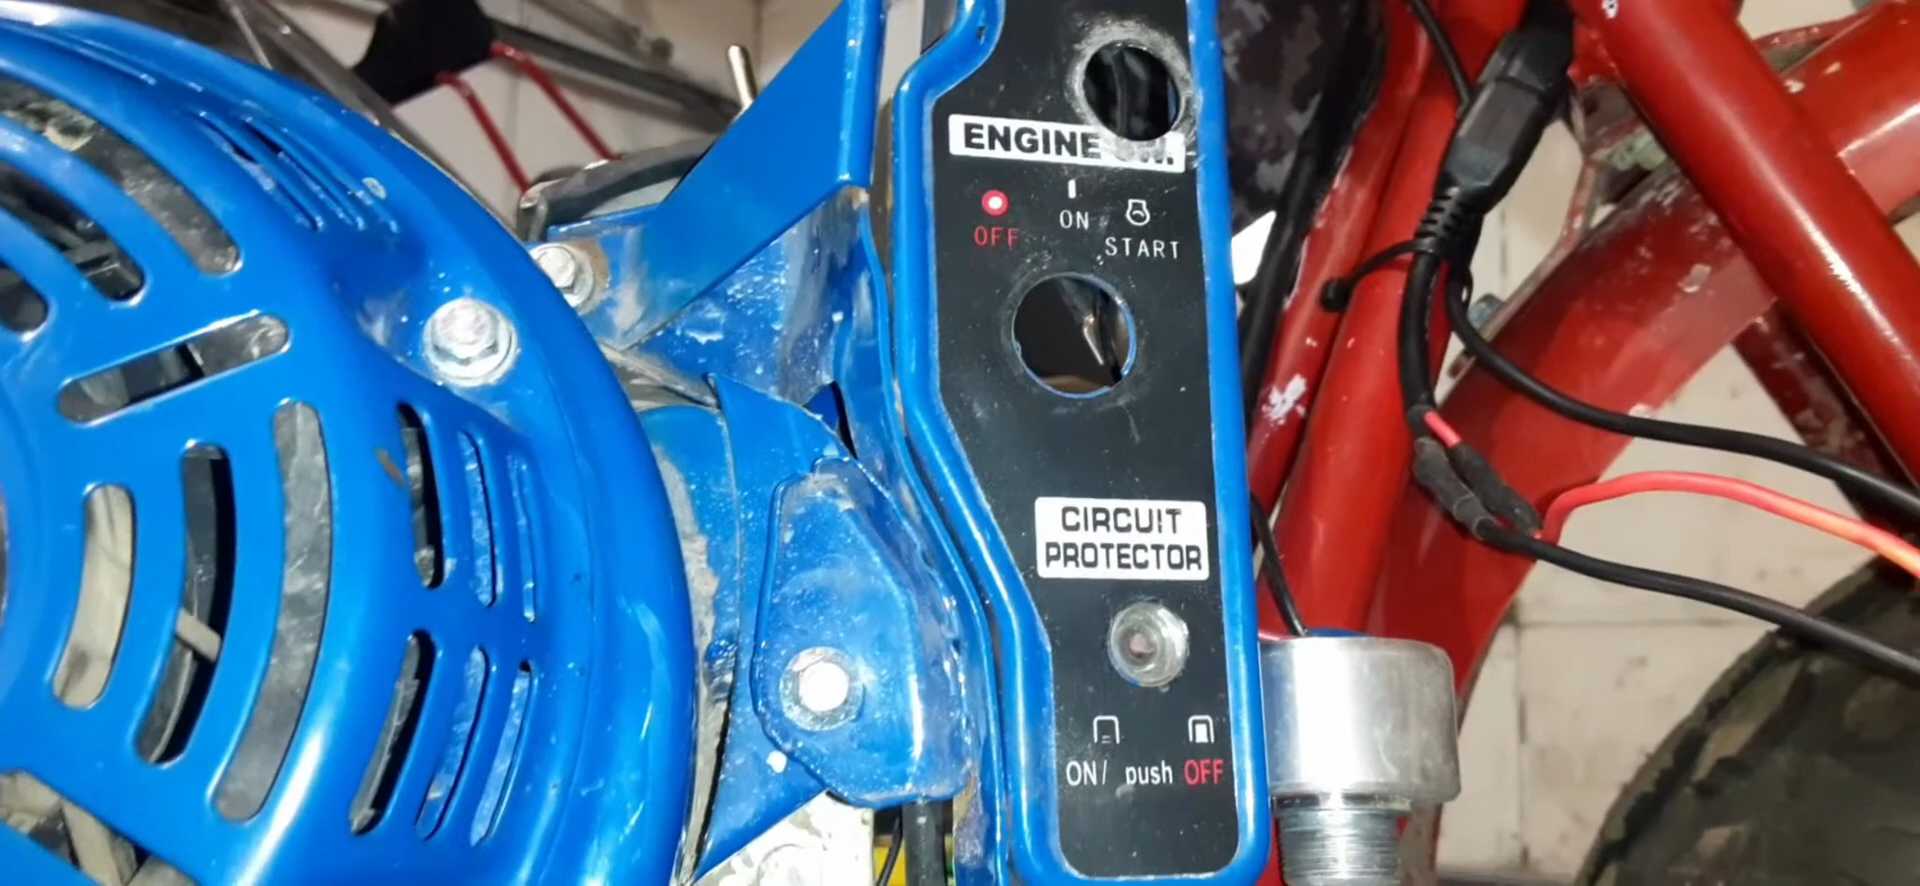 ENGINE
OFF
ON
START
CIRCUIT
PROTECTOR
ON/ push OFF